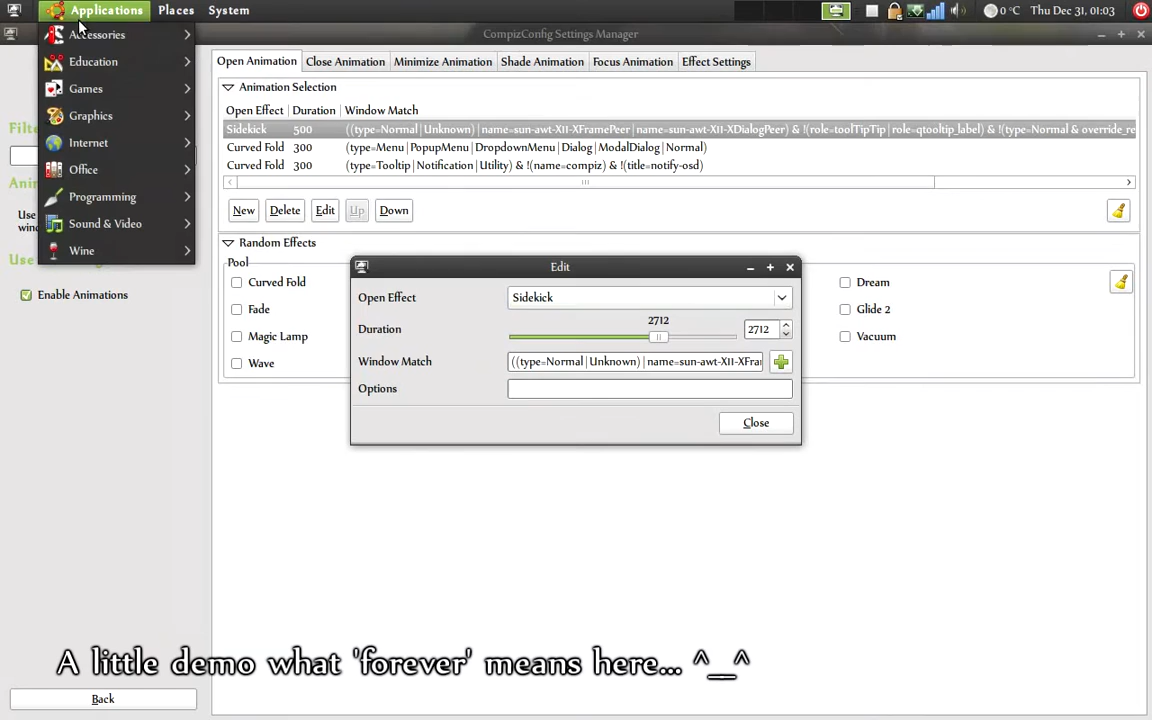 Applications Places System
0 °C Thu Dec 31, 01:03
CompizConfig Settings Manager
Accessories
Education
Games
Graphics
Internet
Office
Programming
Sound & Video
Wine
Use
Enable Animations
Back
Open Animation Close Animation Minimize Animation Shade Animation Focus Animation Effect Settings
Animation Selection
Open Effect Duration Window Match
Sidekick 500 ((type=Normal|Unknown)|name=sun-awt-X11-XFramePeer|name=sun-awt-X11-XDialogPeer) & !(role=toolTipTip|role=qtooltip_label) & !(type=Normal & override_re
Curved Fold 300 (type=Menu|PopupMenu|DropdownMenu|Dialog|ModalDialog|Normal)
Curved Fold 300 (type=Tooltip|Notification|Utility) & !(name=compiz) & !(title=notify-osd)
New Delete Edit Up Down
Random Effects
Pool
Curved Fold
Fade
Magic Lamp
Wave
Dream
Glide 2
Vacuum
Edit
Open Effect Sidekick
2712
Duration 2712
Window Match ((type=Normal|Unknown)|name=sun-awt-X11-XFra
Options
Close
A little demo what 'forever' means here... ^__^